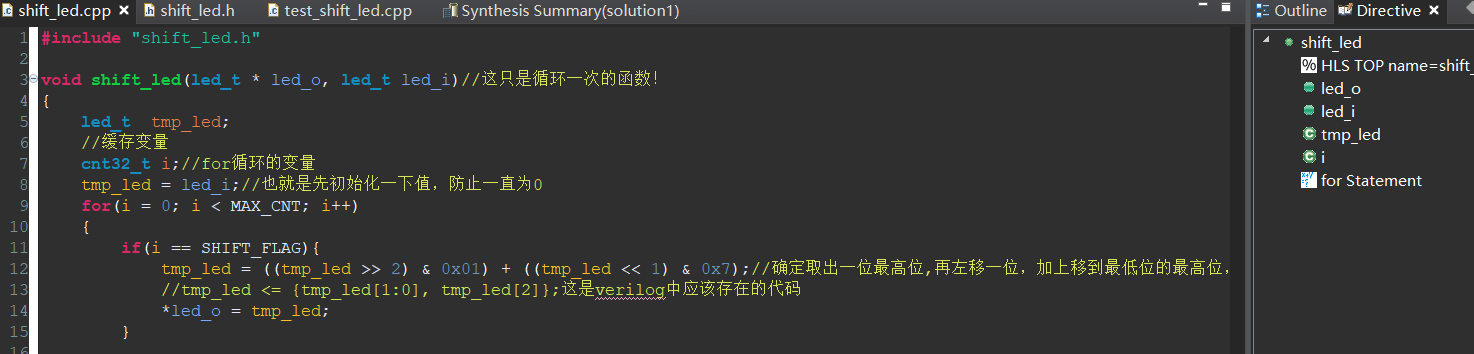 shift_led.cpp shift_led.h test_shift_led.cpp Synthesis Summary(solution1)
1 #include "shift_led.h"
2
3 void shift_led(led_t * led_o, led_t led_i)//这只是循环一次的函数!
4 {
5 led_t tmp_led;
6 //缓存变量
7 cnt32_t i;//for循环的变量
8 tmp_led = led_i;//也就是先初始化一下值，防止一直为0
9 for(i = 0; i < MAX_CNT; i++)
10 {
11 if(i == SHIFT_FLAG){
12 tmp_led = ((tmp_led >> 2) & 0x01) + ((tmp_led << 1) & 0x7);//确定取出一位最高位,再左移一位，加上移到最低位的最高位，
13 //tmp_led <= {tmp_led[1:0], tmp_led[2]};这是verilog中应该存在的代码
14 *led_o = tmp_led;
15 }
16
Outline Directive
shift_led
HLS TOP name=shift_
led_o
led_i
tmp_led
i
for Statement